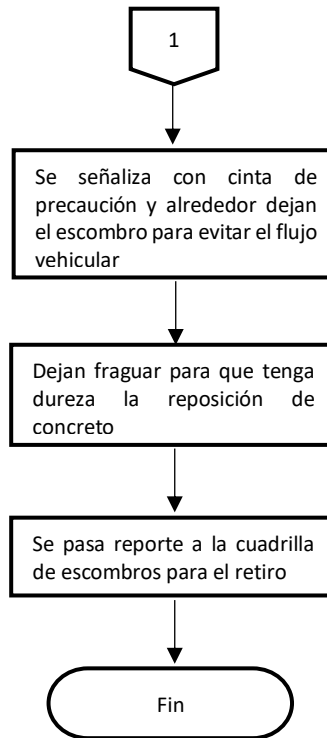 1
Se señaliza con cinta de
precaución y alrededor dejan
el escombro para evitar el flujo
vehicular
Dejan fraguar para que tenga
dureza la reposición de
concreto
Se pasa reporte a la cuadrilla
de escombros para el retiro
Fin